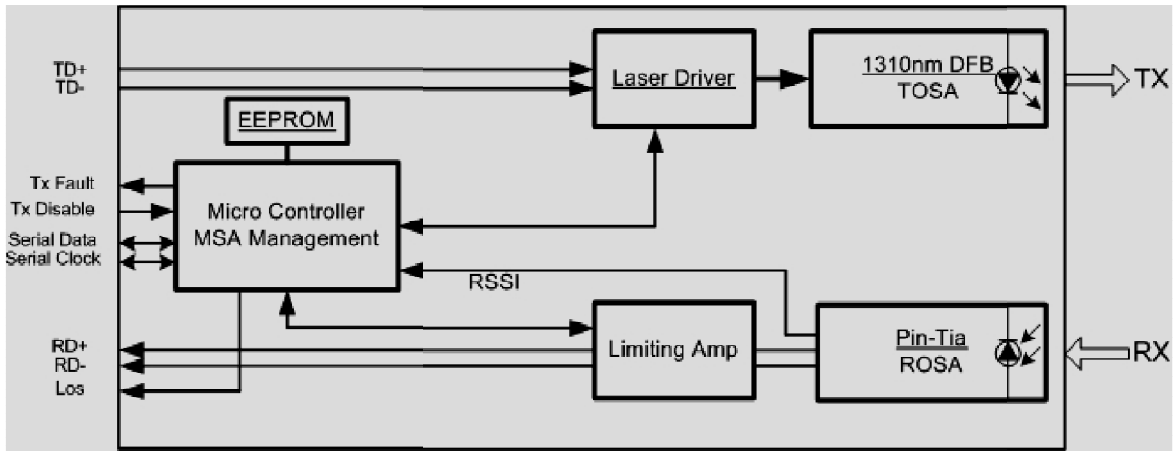 TD+
TD-
Laser Driver
1310nm DFB
TOSA
TX
EEPROM
Tx Fault
Tx Disable
Serial Data
Serial Clock
Micro Controller
MSA Management
RSSI
RD+
RD-
Los
Limiting Amp
Pin-Tia
ROSA
RX